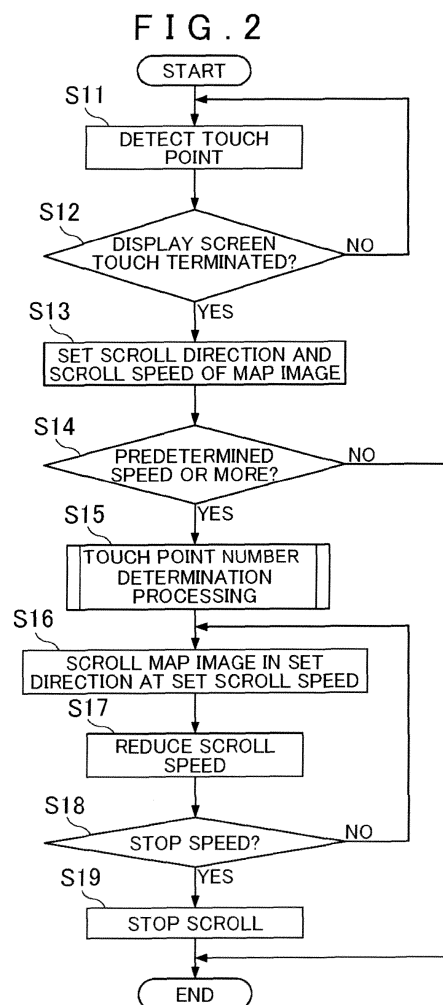 FIG.2
START
S11
DETECT TOUCH
POINT
S12
DISPLAY SCREEN
TOUCH TERMINATED?
NO
YES
S13
SET SCROLL DIRECTION AND
SCROLL SPEED OF MAP IMAGE
S14
PREDETERMINED
SPEED OR MORE?
NO
YES
S15
TOUCH POINT NUMBER
DETERMINATION
PROCESSING
S16
SCROLL MAP IMAGE IN SET
DIRECTION AT SET SCROLL SPEED
S17
REDUCE SCROLL
SPEED
S18
STOP SPEED?
NO
YES
S19
STOP SCROLL
END